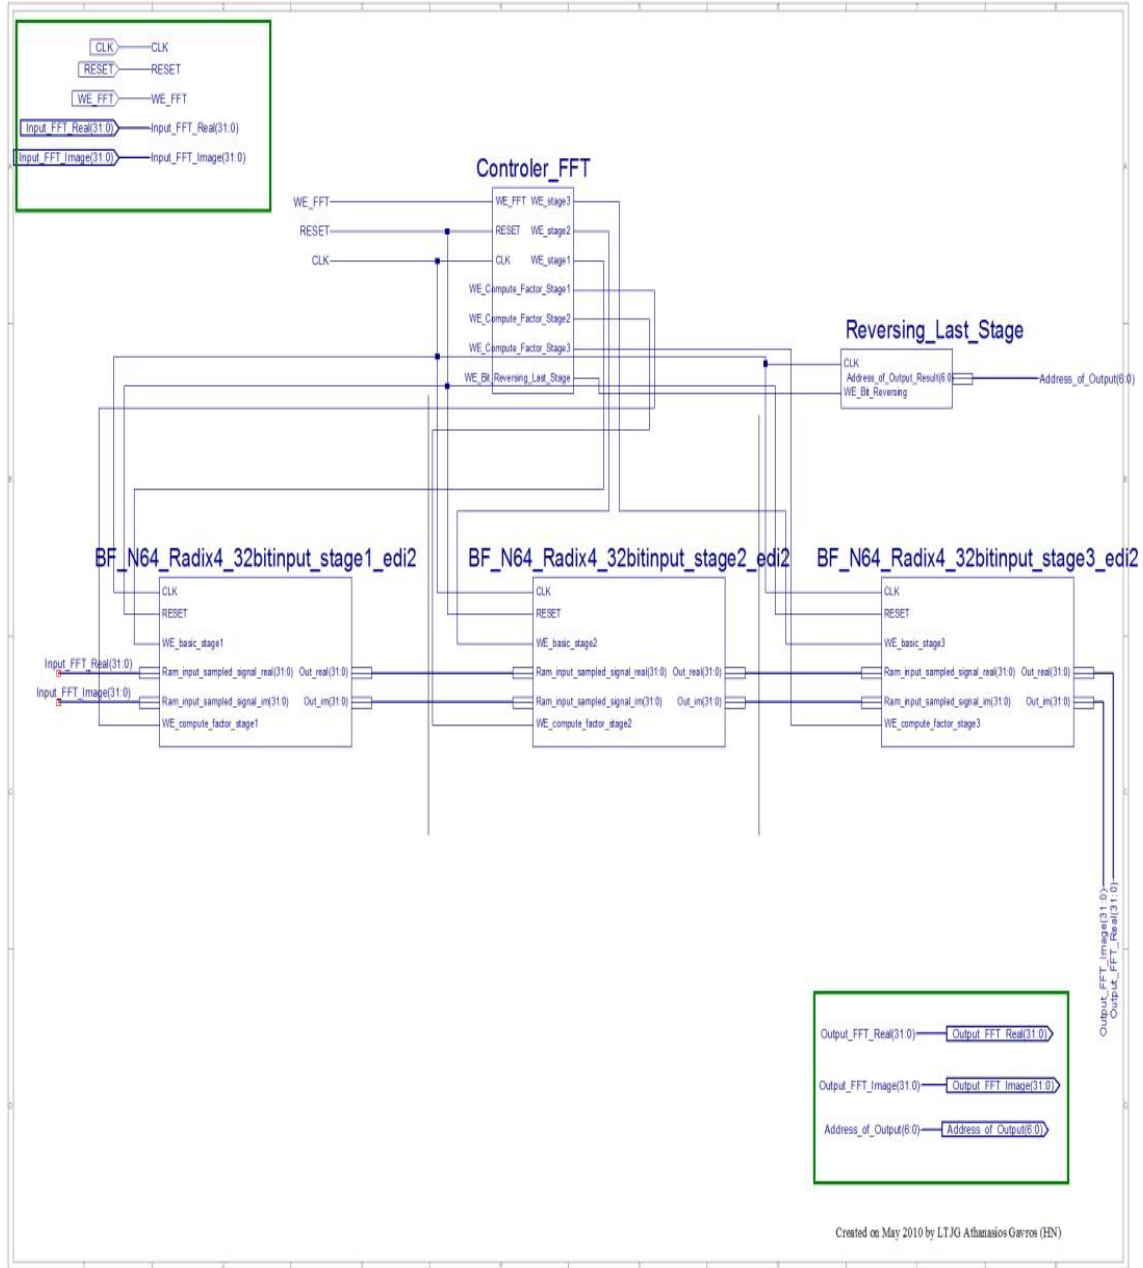 CLK CLK
RESET RESET
WE_FFT WE_FFT
Input_FFT_Real(31:0) Input_FFT_Real(31:0)
Input_FFT_Image(31:0) Input_FFT_Image(31:0)
Controler_FFT
WE_FFT WE_FFT WE_stage3
RESET RESET WE_stage2
CLK CLK WE_stage1
WE_Compute_Factor_Stage1
WE_Compute_Factor_Stage2
WE_Compute_Factor_Stage3
WE_Bit_Reversing_Last_Stage
Reversing_Last_Stage
CLK
Address_of_Output_Result(6:0) Address_of_Output(6:0)
WE_Bit_Reversing
BF_N64_Radix4_32bitinput_stage1_edi2
CLK
RESET
WE_basic_stage1
Input_FFT_Real(31:0)
Ram_input_sampled_signal_real(31:0) Out_real(31:0)
Input_FFT_Image(31:0)
Ram_input_sampled_signal_im(31:0) Out_im(31:0)
WE_compute_factor_stage1
BF_N64_Radix4_32bitinput_stage2_edi2
CLK
RESET
WE_basic_stage2
Ram_input_sampled_signal_real(31:0) Out_real(31:0)
Ram_input_sampled_signal_im(31:0) Out_im(31:0)
WE_compute_factor_stage2
BF_N64_Radix4_32bitinput_stage3_edi2
CLK
RESET
WE_basic_stage3
Ram_input_sampled_signal_real(31:0) Out_real(31:0)
Ram_input_sampled_signal_im(31:0) Out_im(31:0)
WE_compute_factor_stage3
Output_FFT_Image(31:0)
Output_FFT_Real(31:0)
Output_FFT_Real(31:0) Output_FFT_Real(31:0)
Output_FFT_Image(31:0) Output_FFT_Image(31:0)
Address_of_Output(6:0) Address_of_Output(6:0)
Created on May 2010 by LTJG Athanasios Gavros (HN)